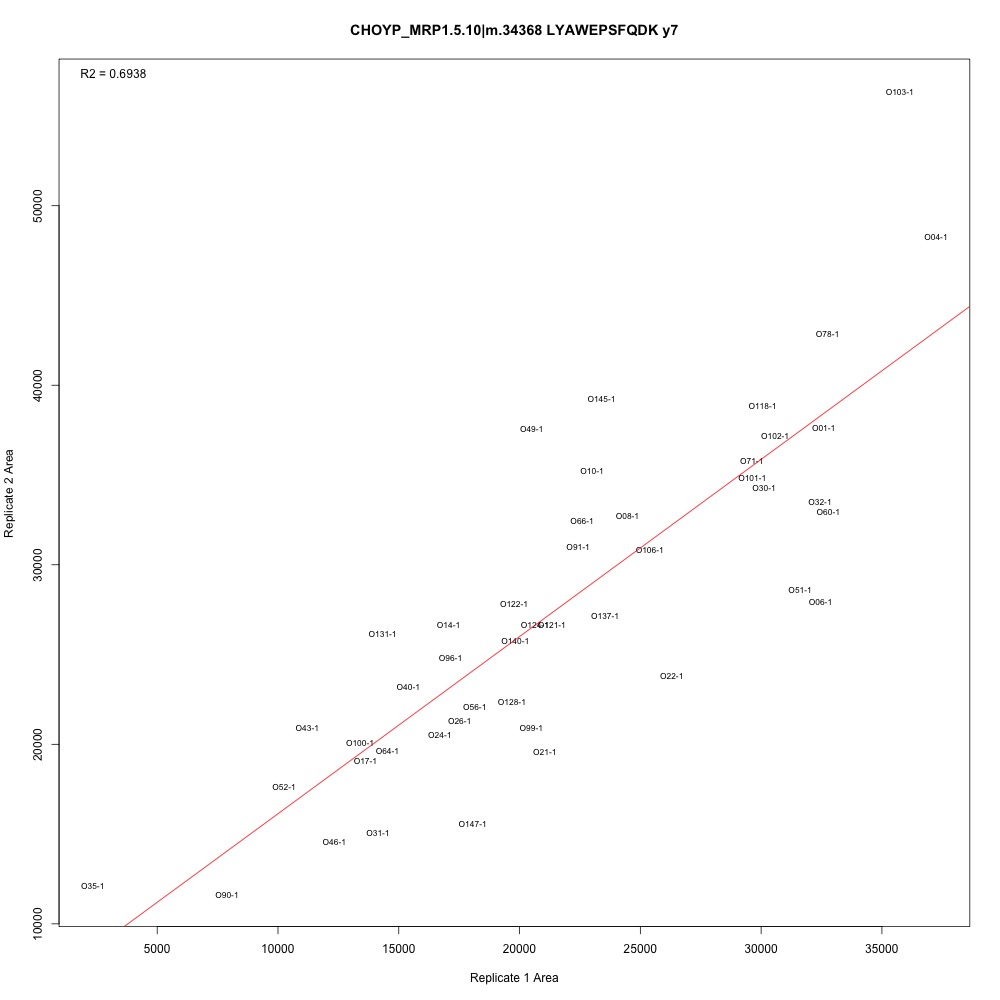 CHOYP_MRP1.5.10|m.34368 LYAWEPSFQDK y7
R2 = 0.6938
O103-1
50000
O04-1
O78-1
40000
O145-1
O118-1
O49-1
O01-1
O102-1
O10-1
O71-1
O101-1
O30-1
O32-1
O60-1
O08-1
O66-1
O91-1
O106-1
30000
O51-1
O06-1
O122-1
O137-1
O14-1
O121-1
O131-1
O140-1
O96-1
O22-1
O40-1
O128-1
O56-1
O26-1
O43-1
O99-1
O24-1
O100-1
20000
O64-1
O21-1
O17-1
O52-1
O147-1
O31-1
O46-1
O35-1
O90-1
10000
Replicate 2 Area
5000 10000 15000 20000 25000 30000 35000
Replicate 1 Area